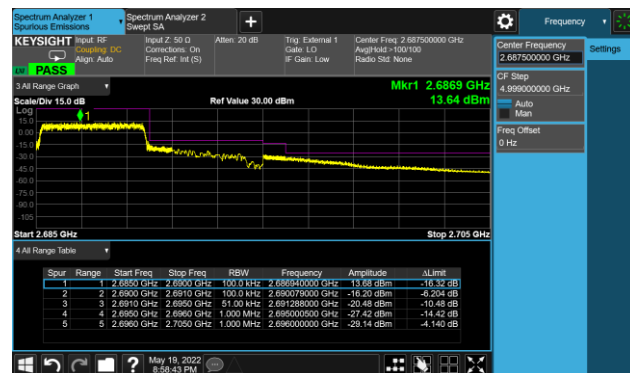 Spectrum Analyzer 1
Spurious Emissions
Spectrum Analyzer 2
Swept SA
Frequency
KEYSIGHT
Input: RF
Coupling: DC
Align: Auto
Input Z: 50 Ω
Corrections: On
Freq Ref: Int (S)
Atten: 20 dB
Trig: External 1
Gate: LO
IF Gain: Low
Center Freq: 2.687500000 GHz
Avg|Hold:>100/100
Radio Std: None
PASS
Center Frequency
2.687500000 GHz
Settings
CF Step
4.999000000 GHz
Auto
Man
Freq Offset
0 Hz
3 All Range Graph
Mkr1 2.6869 GHz
13.64 dBm
Scale/Div 15.0 dB
Ref Value 30.00 dBm
Log
15.0
0.00
-15.0
-30.0
-45.0
-60.0
-75.0
-90.0
-105
1
Start 2.685 GHz
Stop 2.705 GHz
4 All Range Table
Spur Range Start Freq Stop Freq RBW Frequency Amplitude ΔLimit
1 1 2.6850 GHz 2.6900 GHz 100.0 kHz 2.686940000 GHz 13.68 dBm -16.32 dB
2 2 2.6900 GHz 2.6910 GHz 100.0 kHz 2.690079000 GHz -16.20 dBm -6.204 dB
3 3 2.6910 GHz 2.6950 GHz 51.00 kHz 2.691288000 GHz -20.48 dBm -10.48 dB
4 4 2.6950 GHz 2.6960 GHz 1.000 MHz 2.695000500 GHz -27.42 dBm -14.42 dB
5 5 2.6960 GHz 2.7050 GHz 1.000 MHz 2.696000000 GHz -29.14 dBm -4.140 dB
May 19, 2022
8:58:43 PM